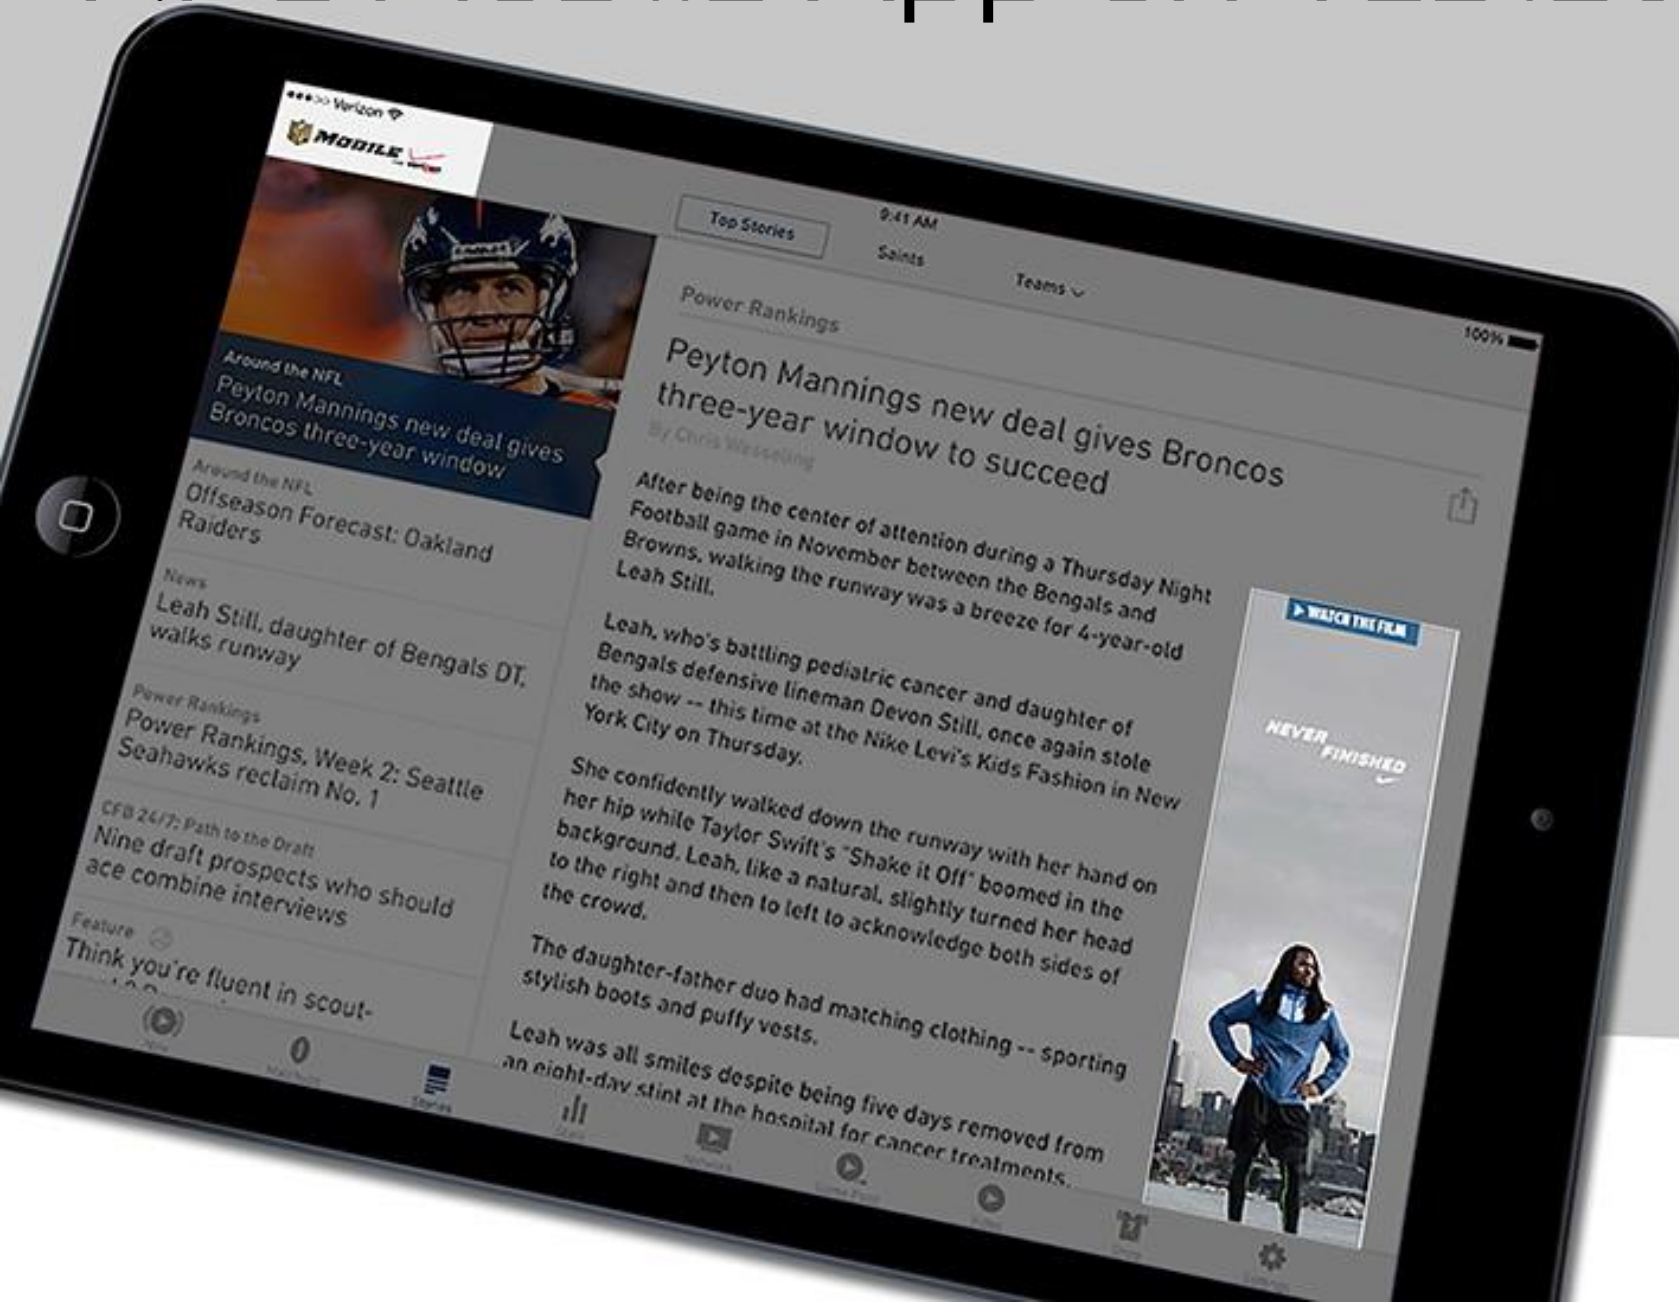 Verizon
MOBILE
9:41 AM
100%
Top Stories
Saints
Teams
Around the NFL
Peyton Mannings new deal gives
Broncos three-year window
Around the NFL
Offseason Forecast: Oakland
Raiders
News
Leah Still, daughter of Bengals DT,
walks runway
Power Rankings
Power Rankings, Week 2: Seattle
Seahawks reclaim No. 1
CFB 24/7: Path to the Draft
Nine draft prospects who should
ace combine interviews
Feature
Think you're fluent in scout-
Power Rankings
Peyton Mannings new deal gives Broncos
three-year window to succeed
By Chris Wesseling
After being the center of attention during a Thursday Night
Football game in November between the Bengals and
Browns, walking the runway was a breeze for 4-year-old
Leah Still.
Leah, who's battling pediatric cancer and daughter of
Bengals defensive lineman Devon Still, once again stole
the show -- this time at the Nike Levi's Kids Fashion in New
York City on Thursday.
She confidently walked down the runway with her hand on
her hip while Taylor Swift's "Shake it Off" boomed in the
background. Leah, like a natural, slightly turned her head
to the right and then to left to acknowledge both sides of
the crowd.
The daughter-father duo had matching clothing -- sporting
stylish boots and puffy vests.
Leah was all smiles despite being five days removed from
an eight-day stint at the hospital for cancer treatments.
WATCH THE FILM
NEVER
FINISHED
Stories